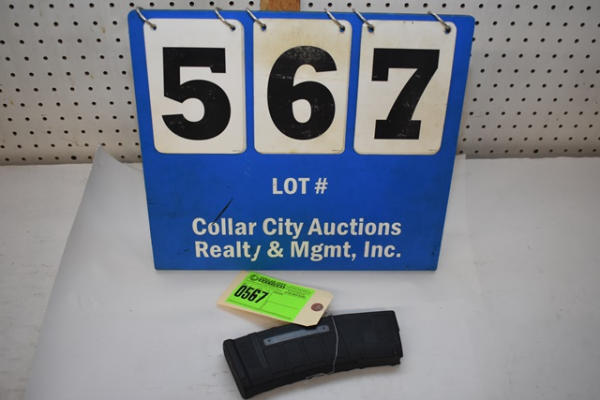 567
LOT #
Collar City Auctions
Realty & Mgmt, Inc.
0567